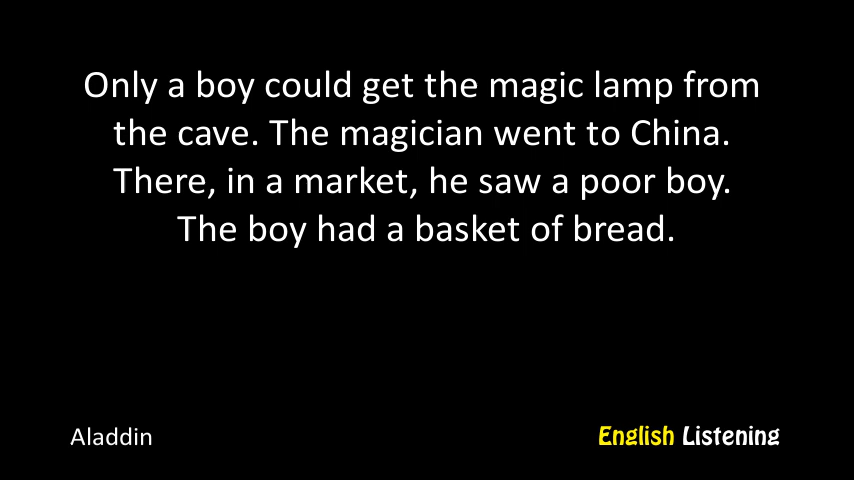 Only a boy could get the magic lamp from
the cave. The magician went to China.
There, in a market, he saw a poor boy.
The boy had a basket of bread.
Aladdin
English Listening